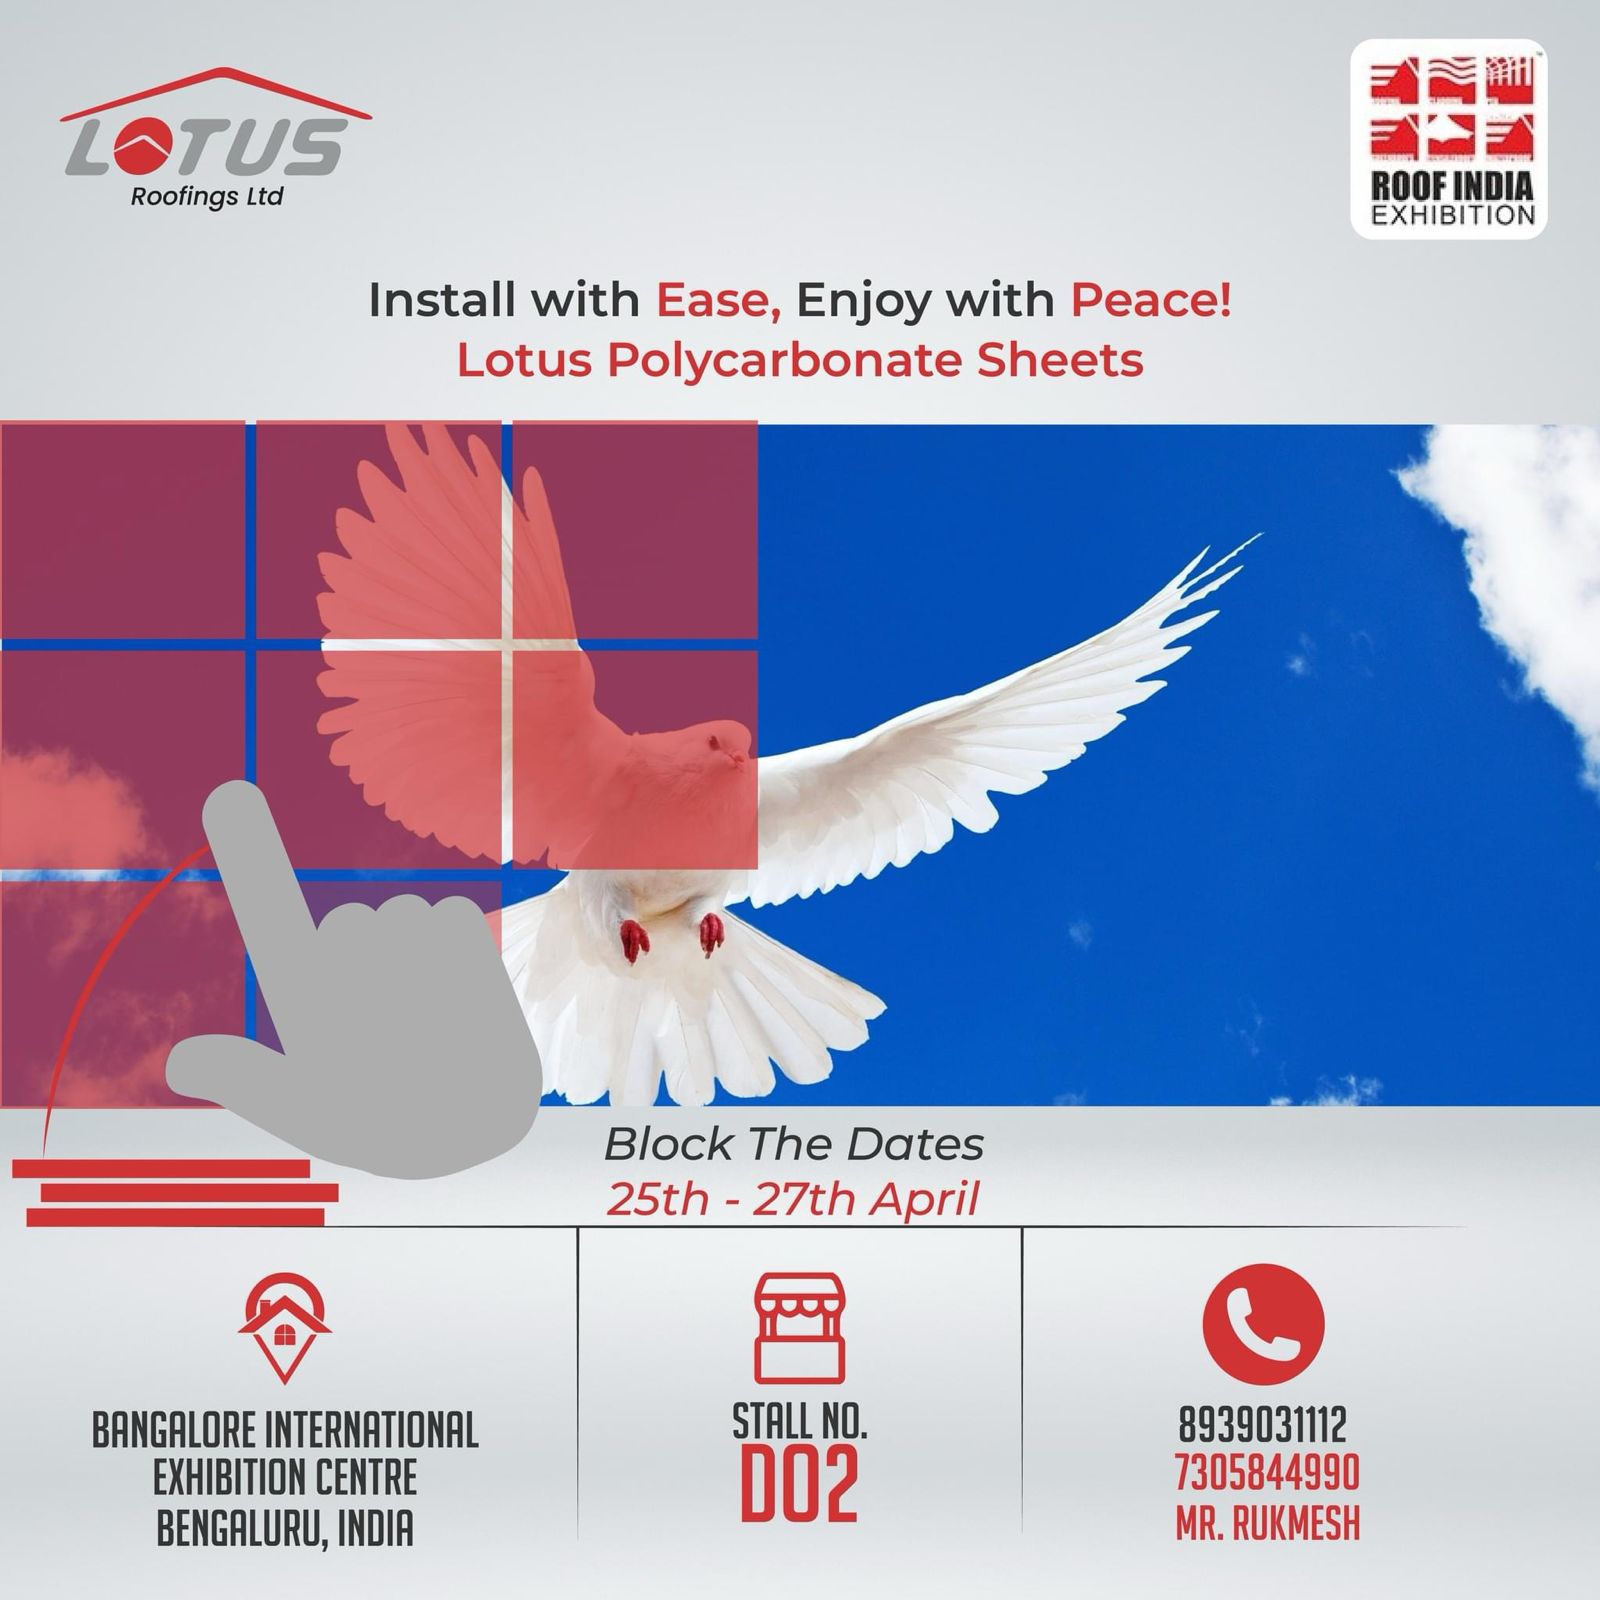 LOTUS
Roofings Ltd
ROOF INDIA
EXHIBITION
Install with Ease, Enjoy with Peace!
Lotus Polycarbonate Sheets
Block The Dates
25th - 27th April
BANGALORE INTERNATIONAL
EXHIBITION CENTRE
BENGALURU, INDIA
STALL NO.
D02
8939031112
7305844990
MR. RUKMESH